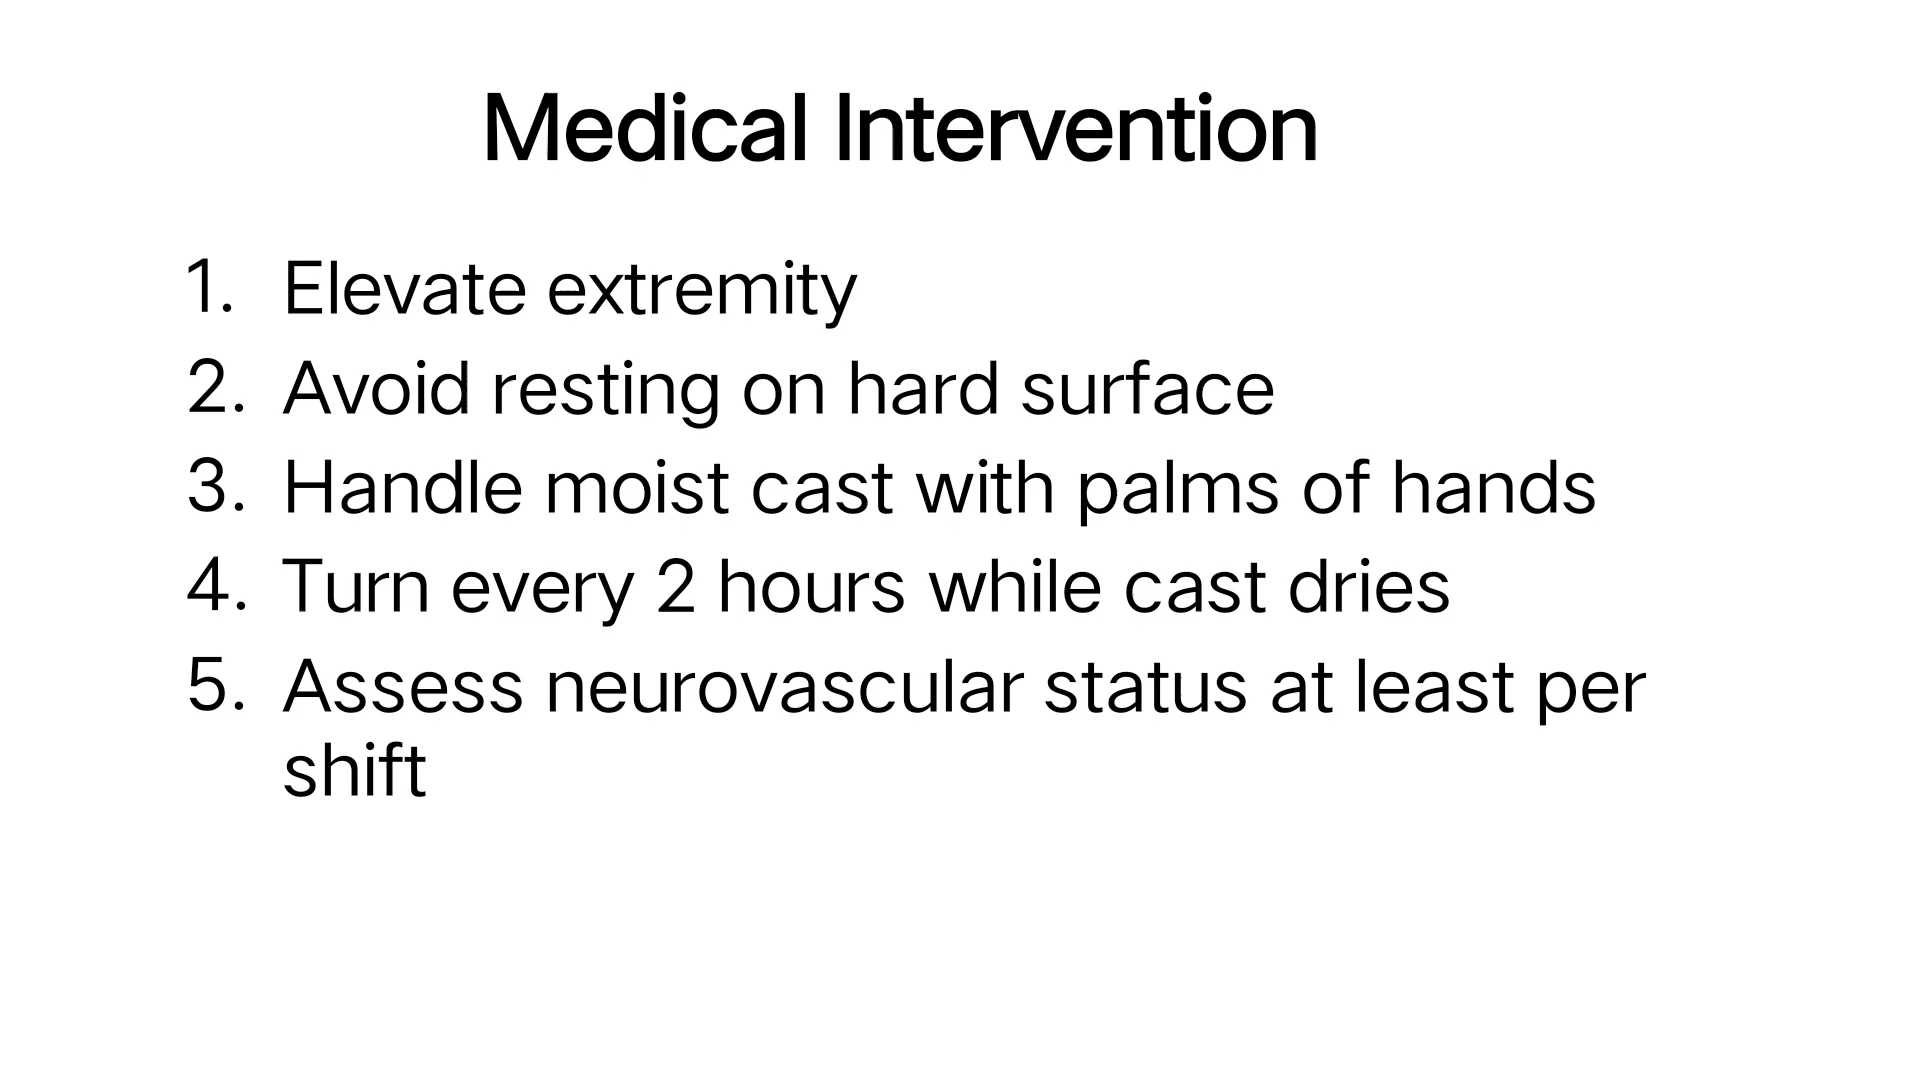 Medical Intervention
1. Elevate extremity
2. Avoid resting on hard surface
3. Handle moist cast with palms of hands
4. Turn every 2 hours while cast dries
5. Assess neurovascular status at least per
shift